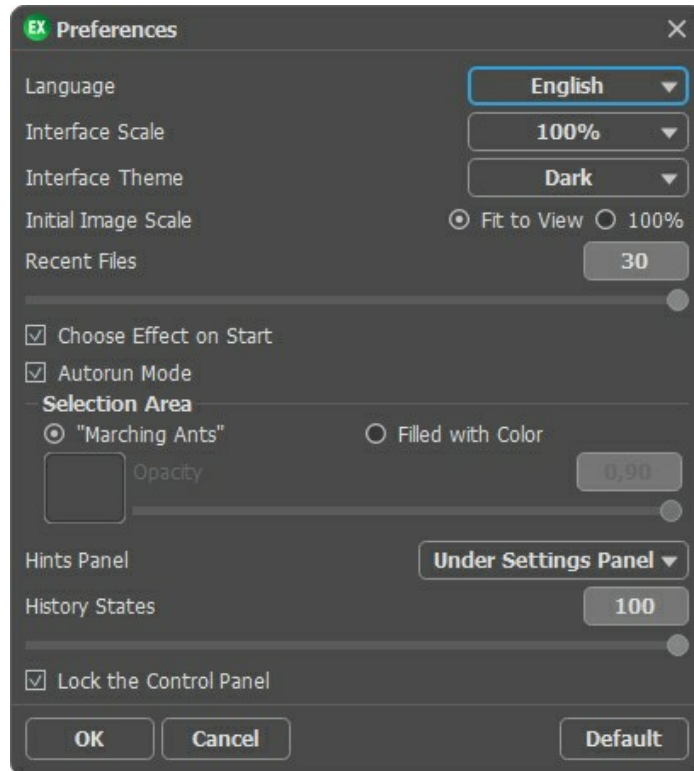 EX Preferences
Language English
Interface Scale 100%
Interface Theme Dark
Initial Image Scale Fit to View 100%
Recent Files 30
Choose Effect on Start
Autorun Mode
Selection Area
"Marching Ants" Filled with Color
Opacity 0,90
Hints Panel Under Settings Panel
History States 100
Lock the Control Panel
OK Cancel Default